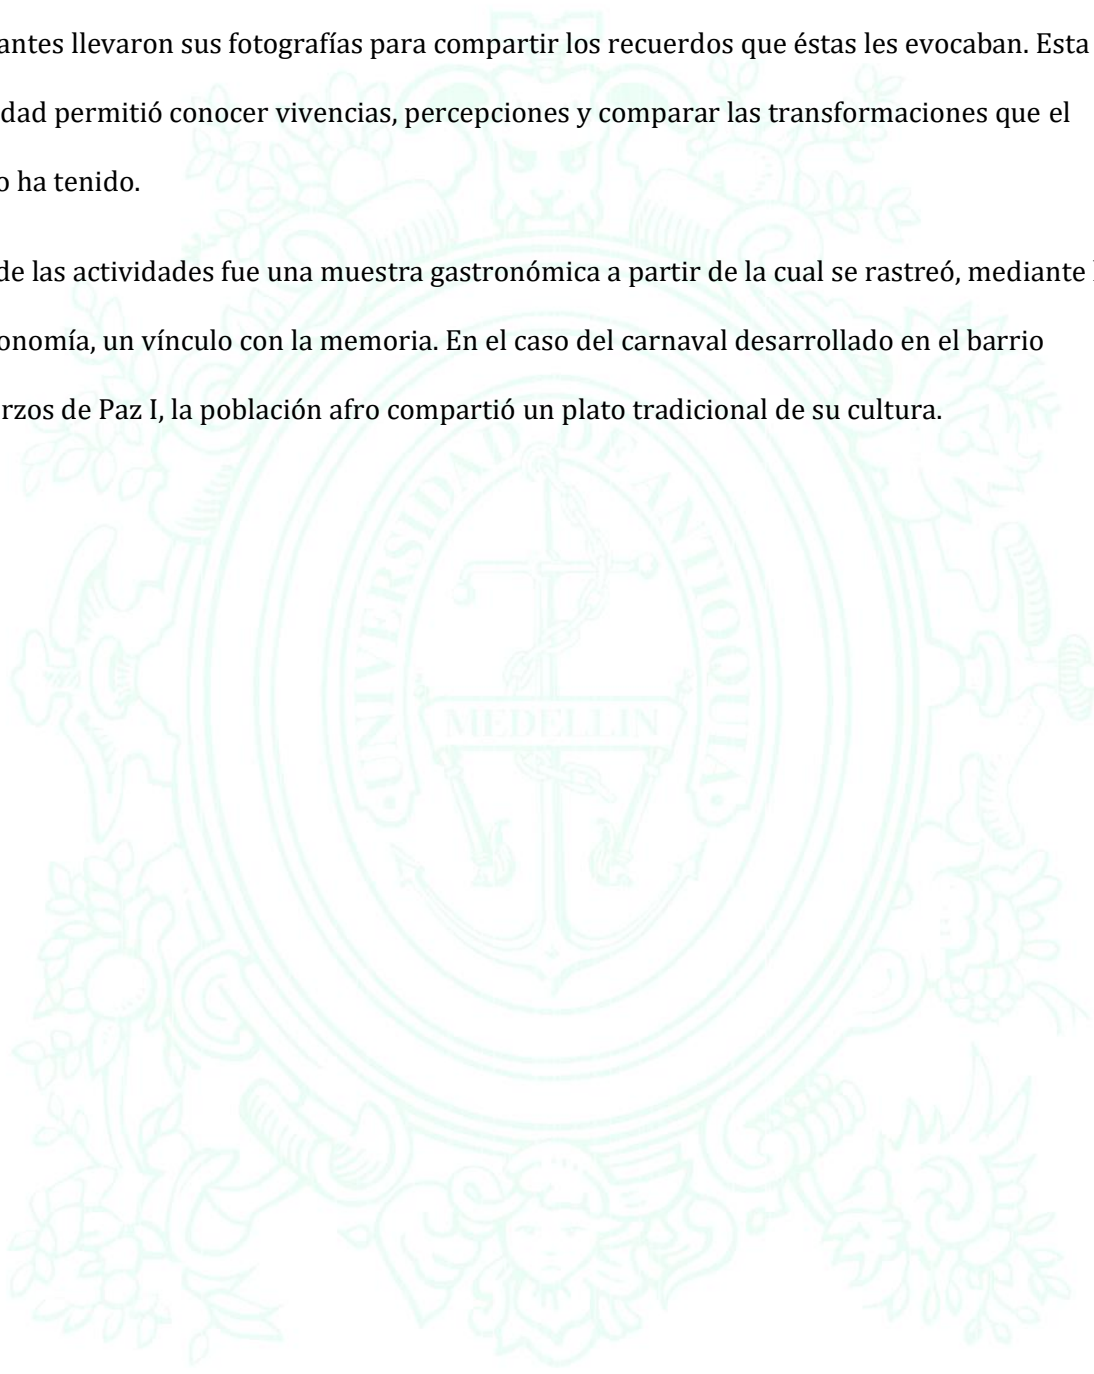 antes llevaron sus fotografías para compartir los recuerdos que éstas les evocaban. Esta
dad permitió conocer vivencias, percepciones y comparar las transformaciones que el
o ha tenido.
de las actividades fue una muestra gastronómica a partir de la cual se rastreó, mediante
onomía, un vínculo con la memoria. En el caso del carnaval desarrollado en el barrio
rzos de Paz I, la población afro compartió un plato tradicional de su cultura.
UNIVERSIDAD DE ANTIOQUIA
MEDELLIN